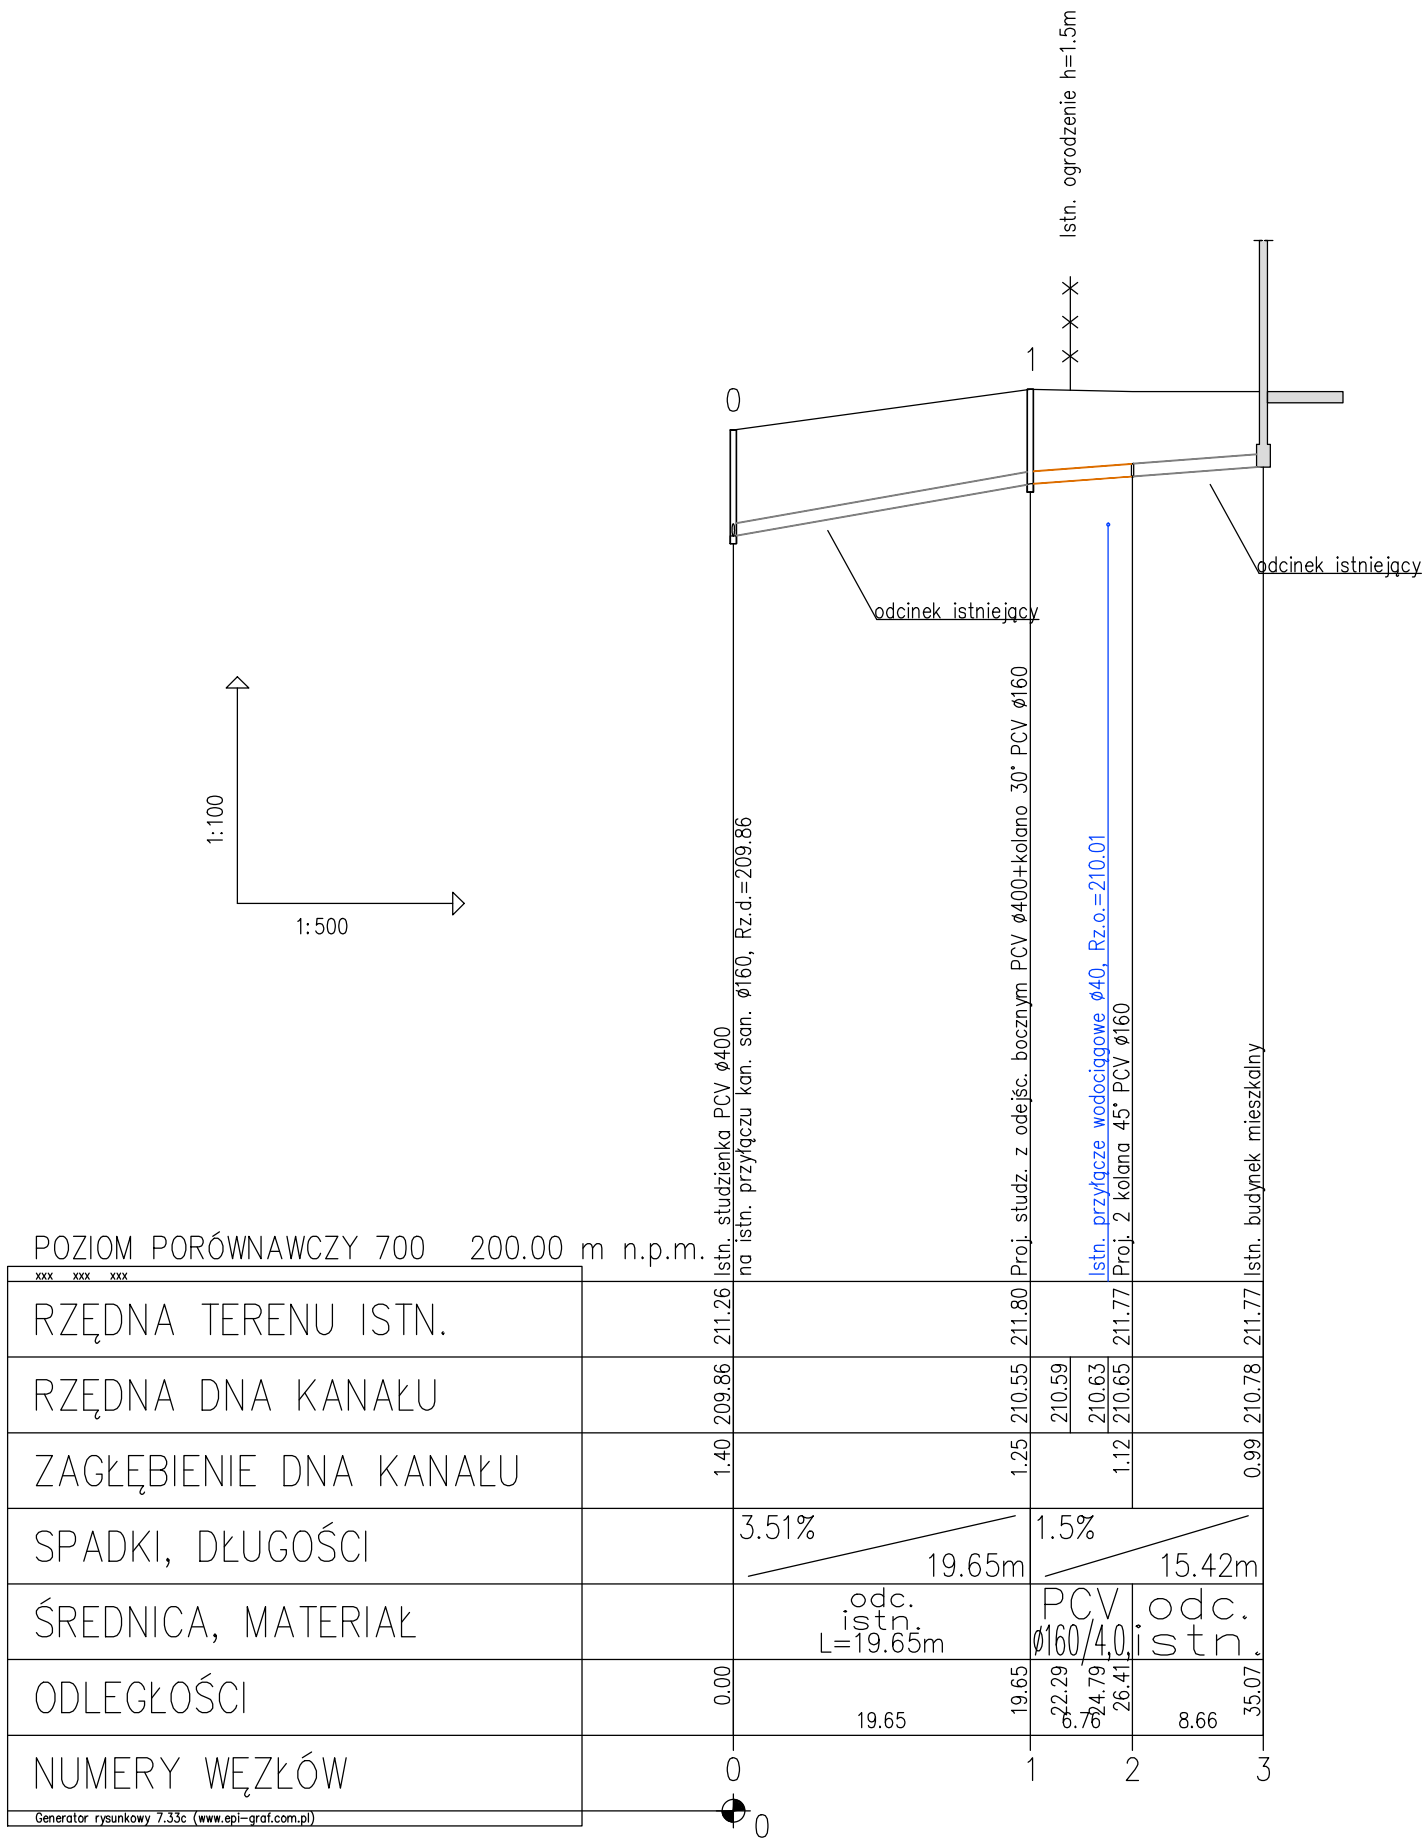 Istn. ogrodzenie h=1.5m
1
0
odcinek istniejący
odcinek istniejący
1:100
1:500
Istn. studzienka PCV ø400
na istn. przyłączu kan. san. ø160, Rz.d.=209.86
Proj. studz. z odejśc. bocznym PCV ø400+kolano 30° PCV ø160
Istn. przyłącze wodociągowe ø40, Rz.o.=210.01
Proj. 2 kolana 45° PCV ø160
Istn. budynek mieszkalny
POZIOM PORÓWNAWCZY 700 200.00 m n.p.m.
xxx xxx xxx
RZĘDNA TERENU ISTN. 211.26 211.80 211.77 211.77
RZĘDNA DNA KANAŁU 209.86 210.55 210.59 210.63 210.65 210.78
ZAGŁĘBIENIE DNA KANAŁU 1.40 1.25 1.12 0.99
SPADKI, DŁUGOŚCI 3.51% 19.65m 1.5% 15.42m
ŚREDNICA, MATERIAŁ
odc.
istn.
L=19.65m
PCV
ø160/4,0,
odc.
istn.
ODLEGŁOŚCI 0.00 19.65 22.29 24.79 26.41 35.07
19.65 6.76 8.66
NUMERY WĘZŁÓW 0 1 2 3
Generator rysunkowy 7.33c (www.epi-graf.com.pl)
0